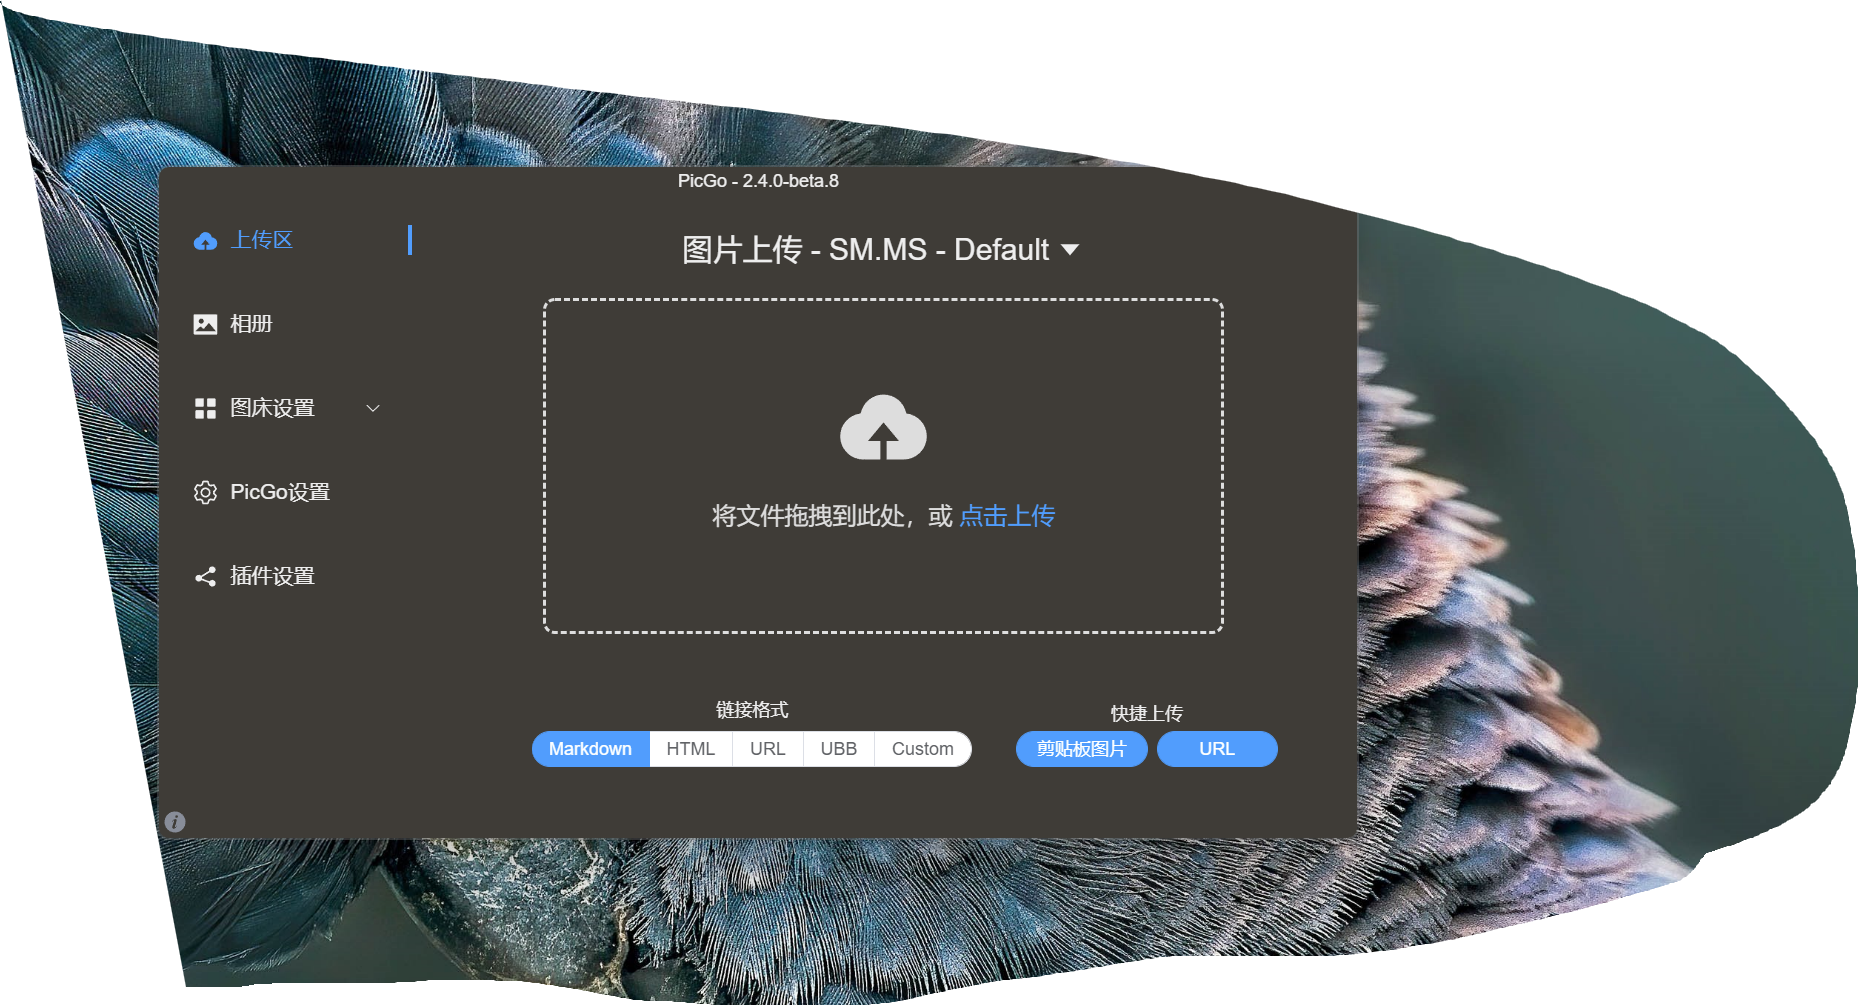 PicGo - 2.4.0-beta.8
上传区
相册
图床设置
PicGo设置
插件设置
图片上传 - SM.MS - Default
将文件拖拽到此处，或 点击上传
链接格式
Markdown HTML URL UBB Custom
快捷上传
剪贴板图片 URL